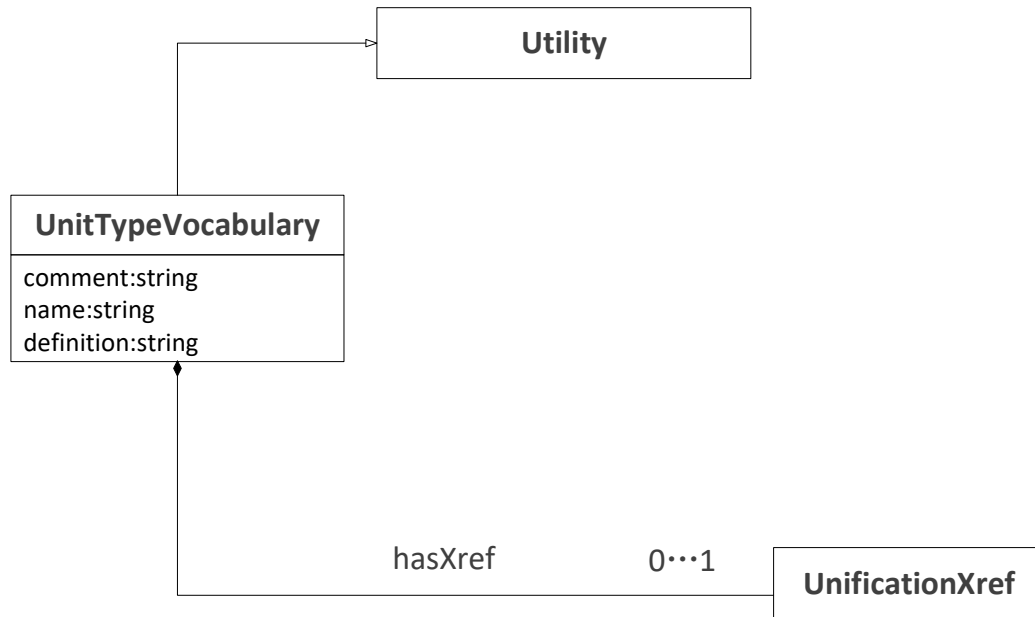 Utility
UnitTypeVocabulary
comment:string
name:string
definition:string
hasXref
0⋯1
UnificationXref